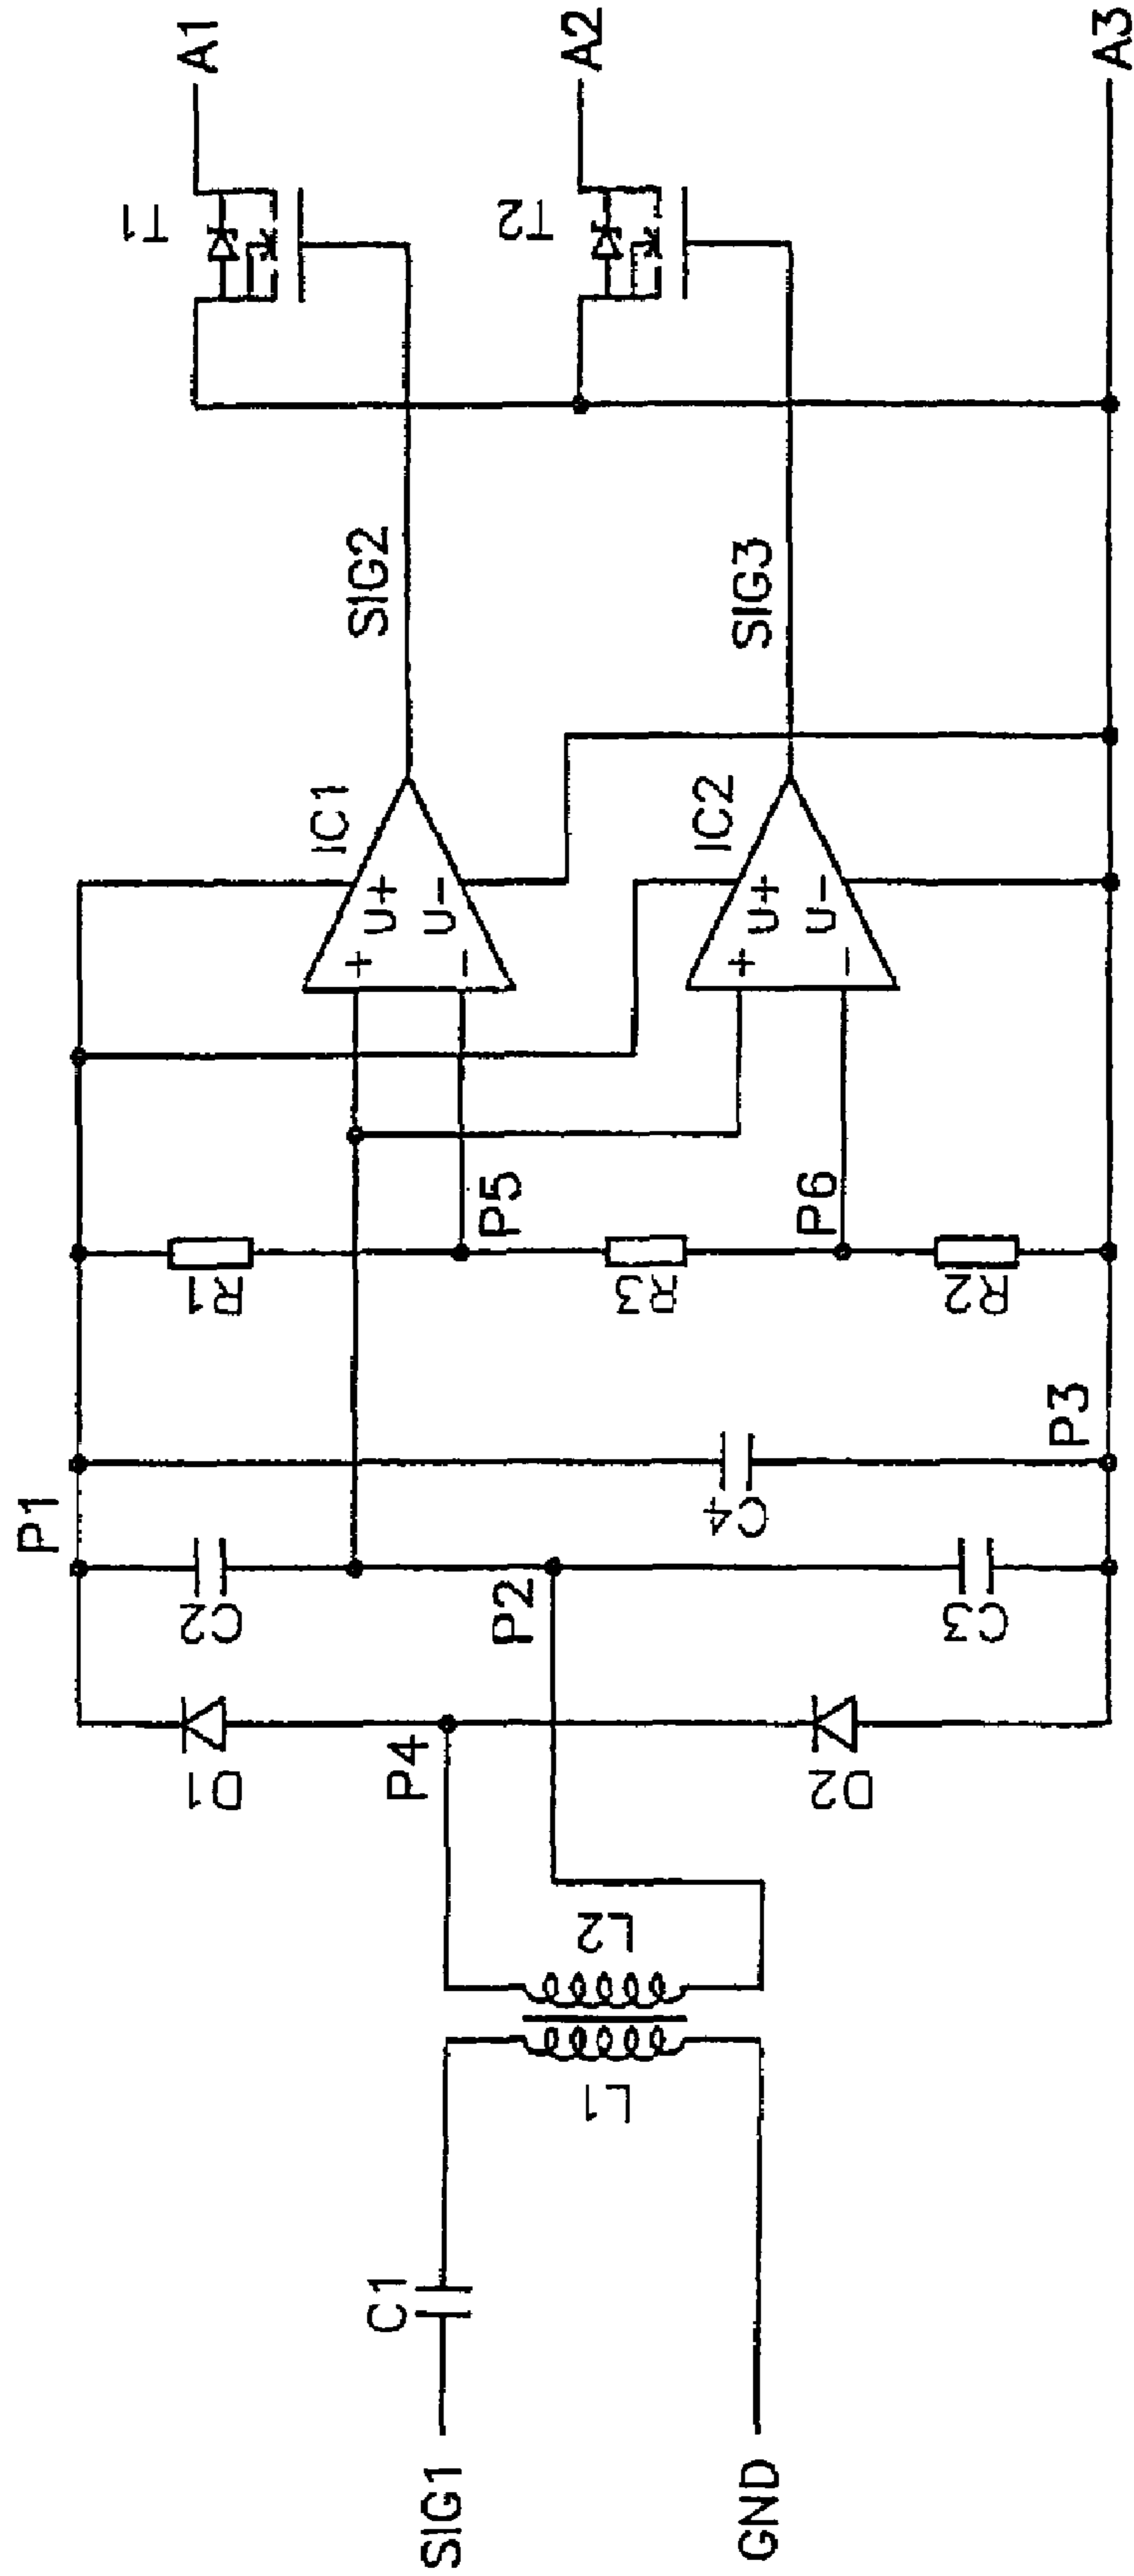 SIG1
GND
C1
L1
L2
P4
D1
D2
P2
P1
C2
C3
C4
P3
R1
R3
R2
P5
P6
+
-
U+
U-
IC1
+
-
U+
U-
IC2
SIG2
SIG3
T1
T2
A1
A2
A3